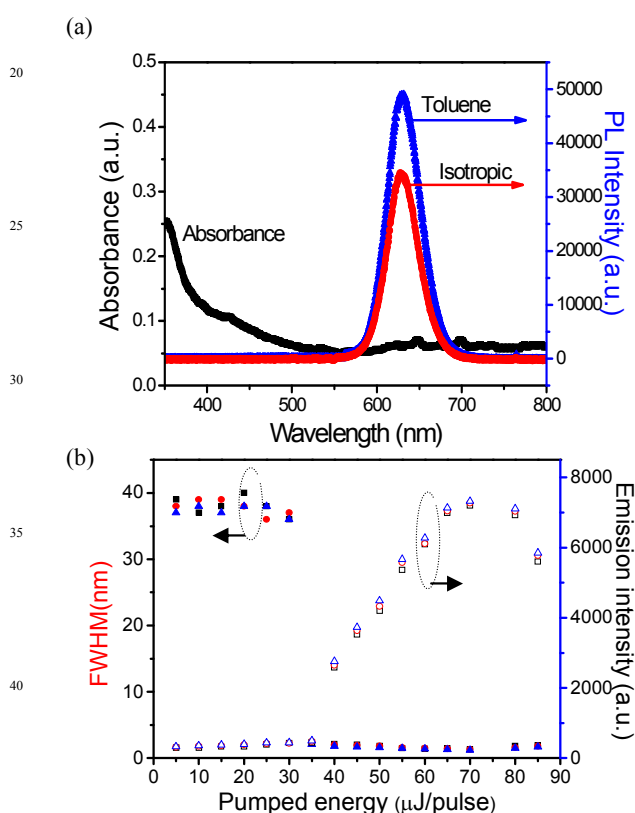 (a)
20
25
30
35
40
0.5
0.4
0.3
0.2
0.1
0.0
Absorbance (a.u.)
Absorbance
Toluene
Isotropic
50000
40000
30000
20000
10000
0
PL Intensity (a.u.)
400 500 600 700 800
Wavelength (nm)
(b)
40
30
20
10
0
FWHM(nm)
8000
6000
4000
2000
0
Emission intensity (a.u.)
0 10 20 30 40 50 60 70 80 90
Pumped energy (μJ/pulse)